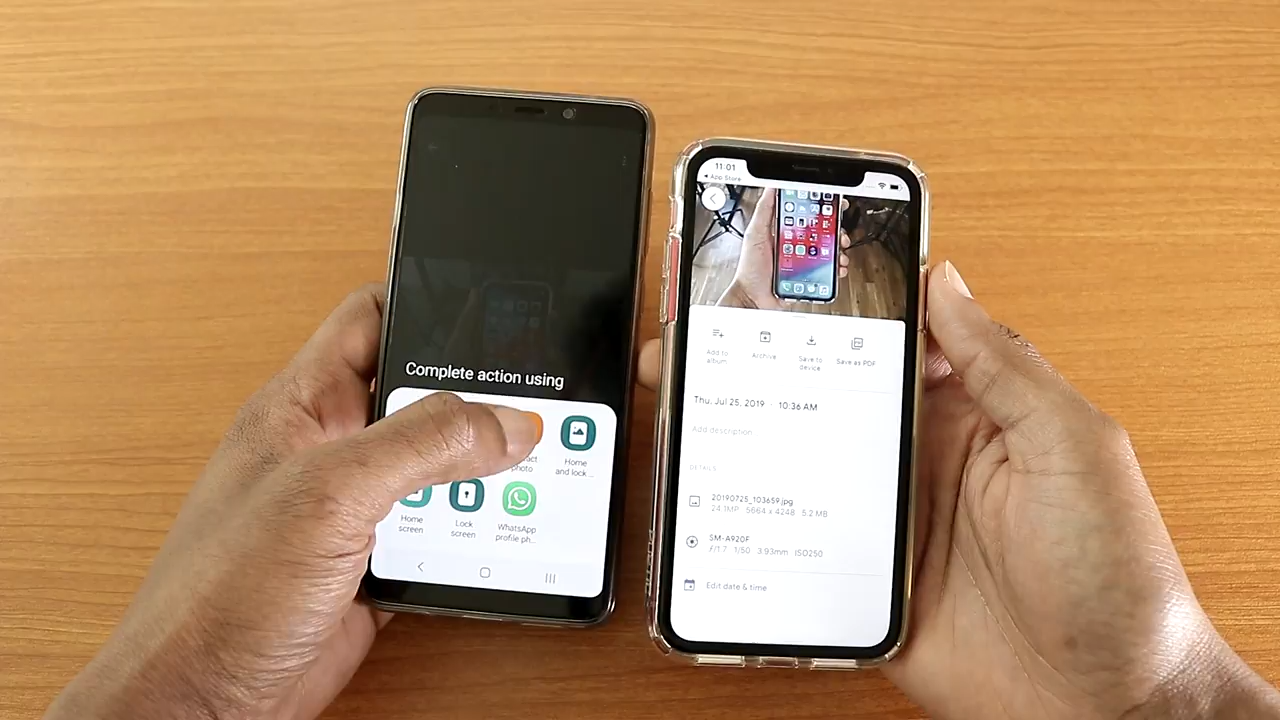 Complete action using
photo
Home
and lock...
Home
screen
Lock
screen
WhatsApp
profile ph...
11:01
App Store
Add to
album
Archive
Save to
device
Save as PDF
Thu, Jul 25, 2019 · 10:36 AM
Add description...
DETAILS
20190725_103659.jpg
24.1MP 5664 x 4248 5.2 MB
SM-A920F
ƒ/1.7 1/50 3.93mm ISO250
Edit date & time